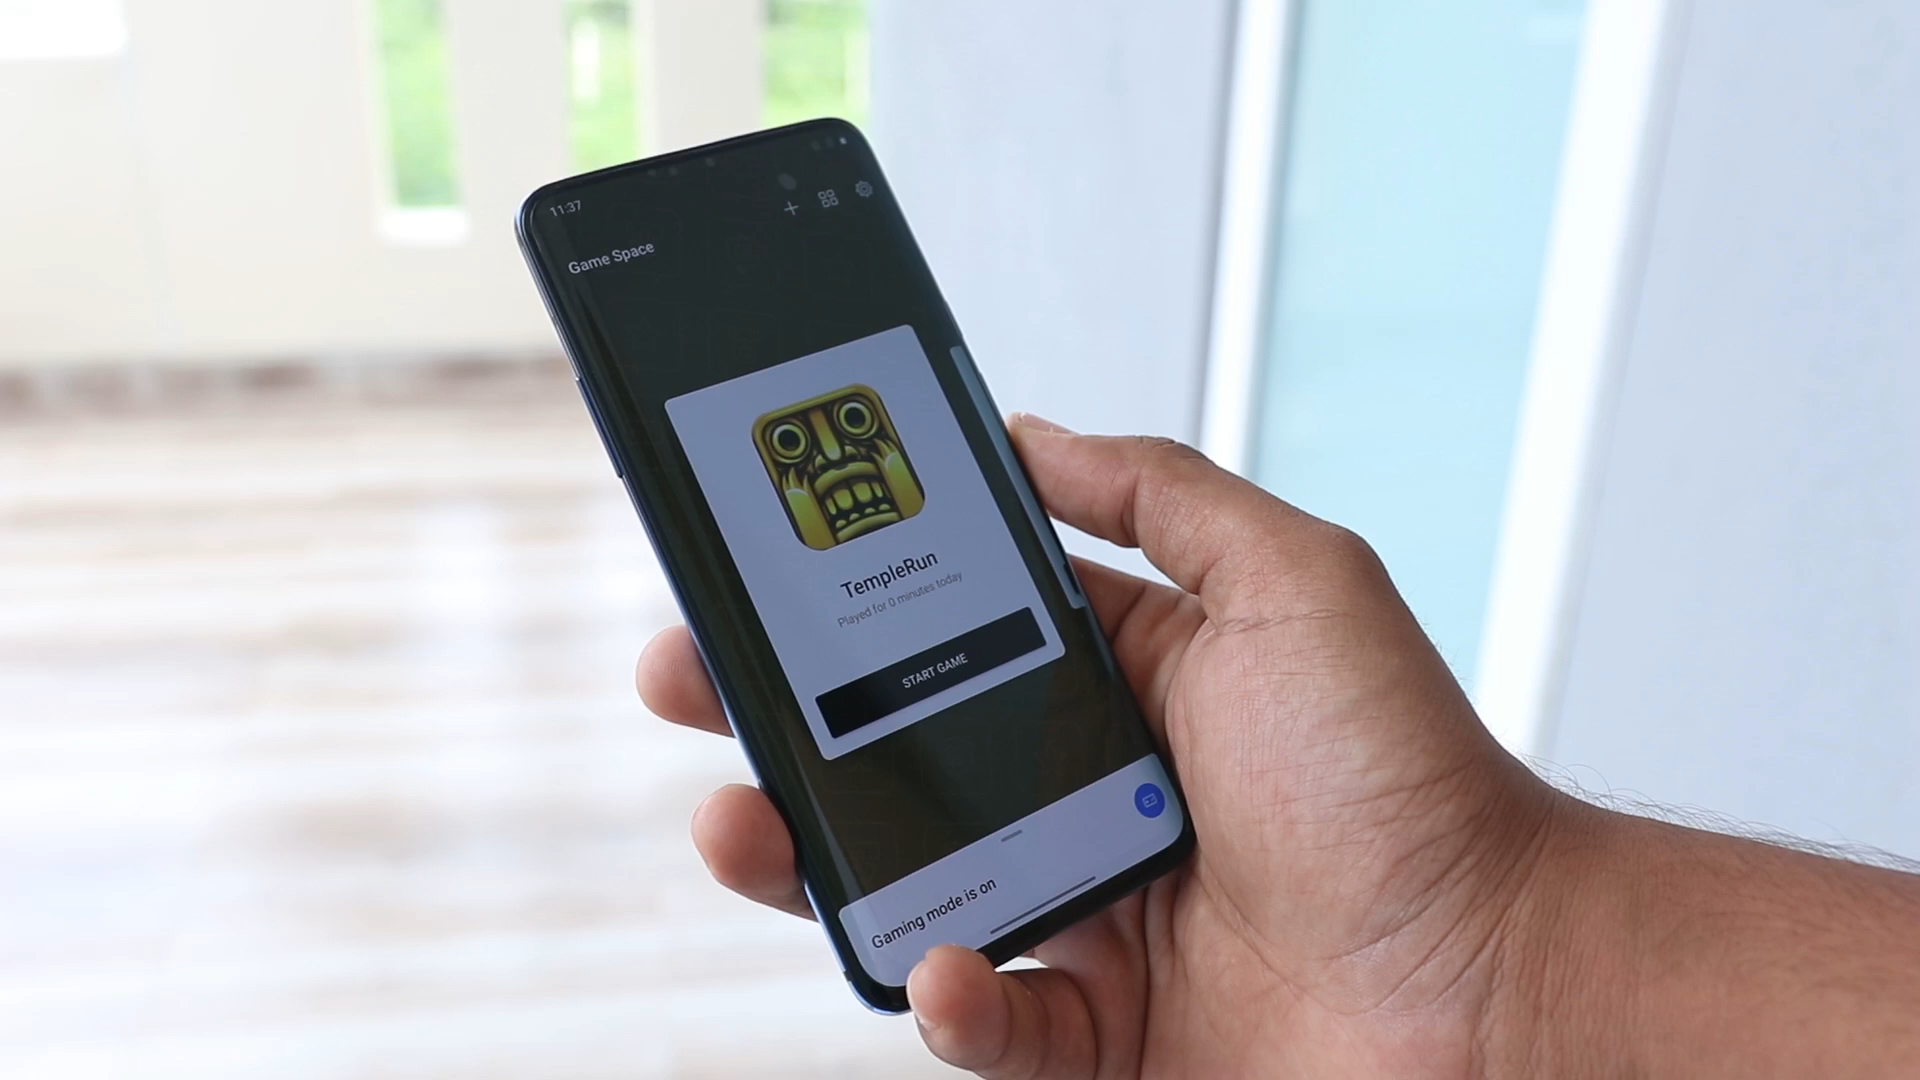 11:37
Game Space
TempleRun
Played for 0 minutes today
START GAME
Gaming mode is on